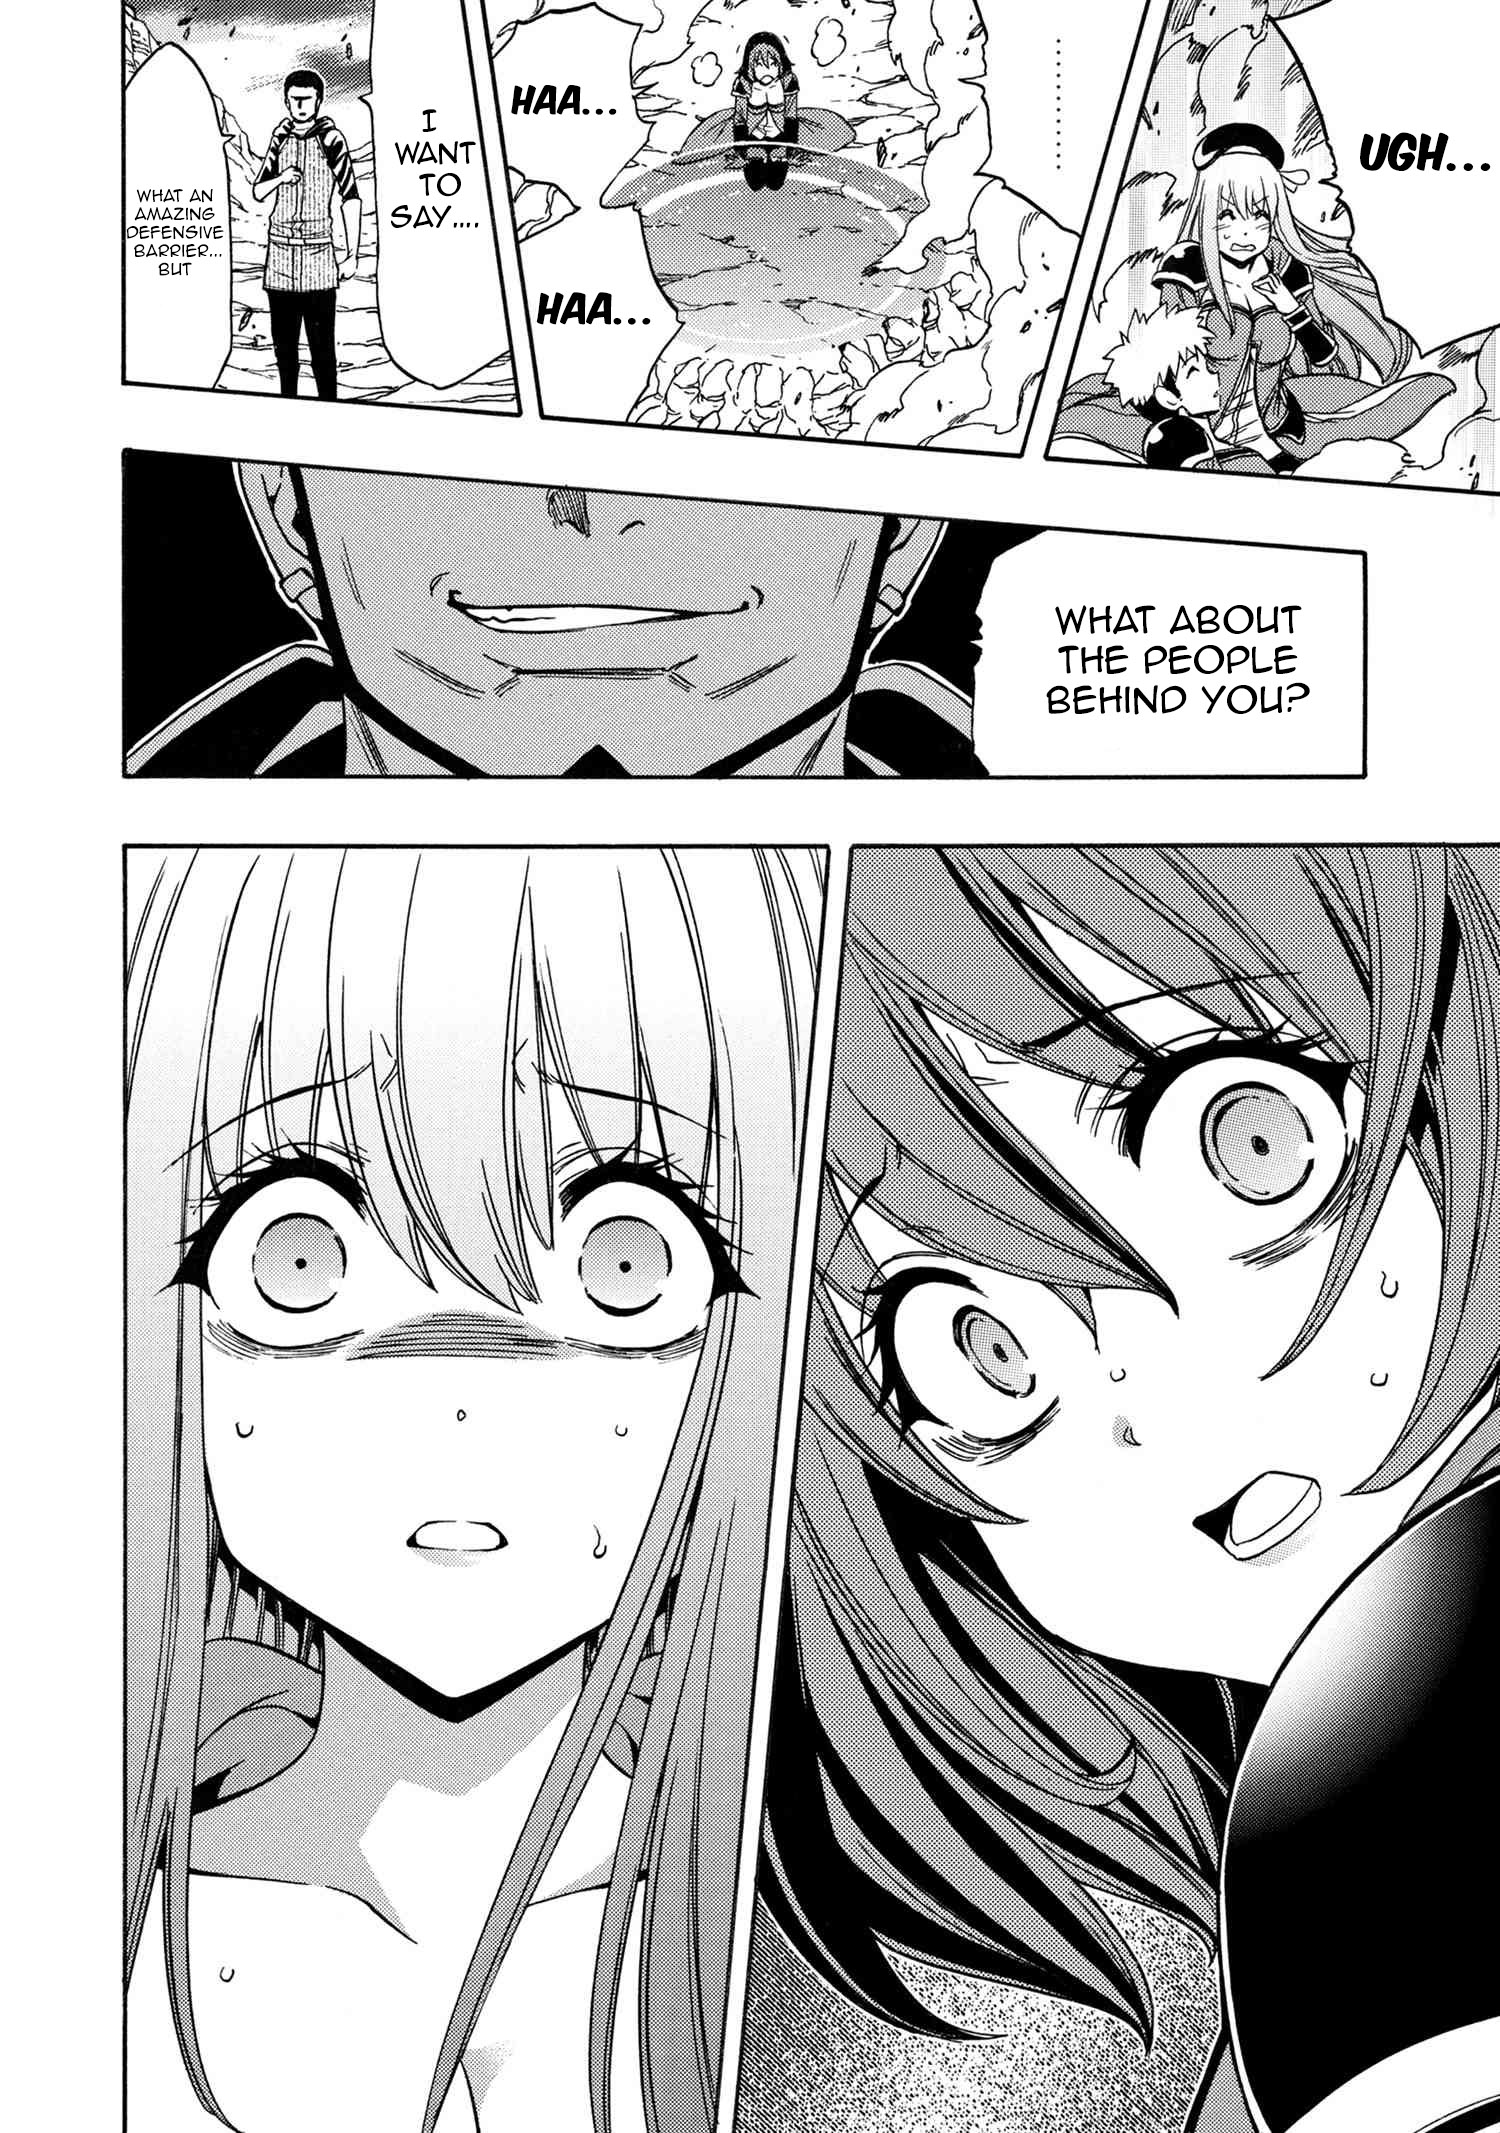 UGH...
HAA...
HAA...
I
WANT
TO
SAY....
WHAT AN
AMAZING
DEFENSIVE
BARRIER...
BUT
WHAT ABOUT
THE PEOPLE
BEHIND YOU?